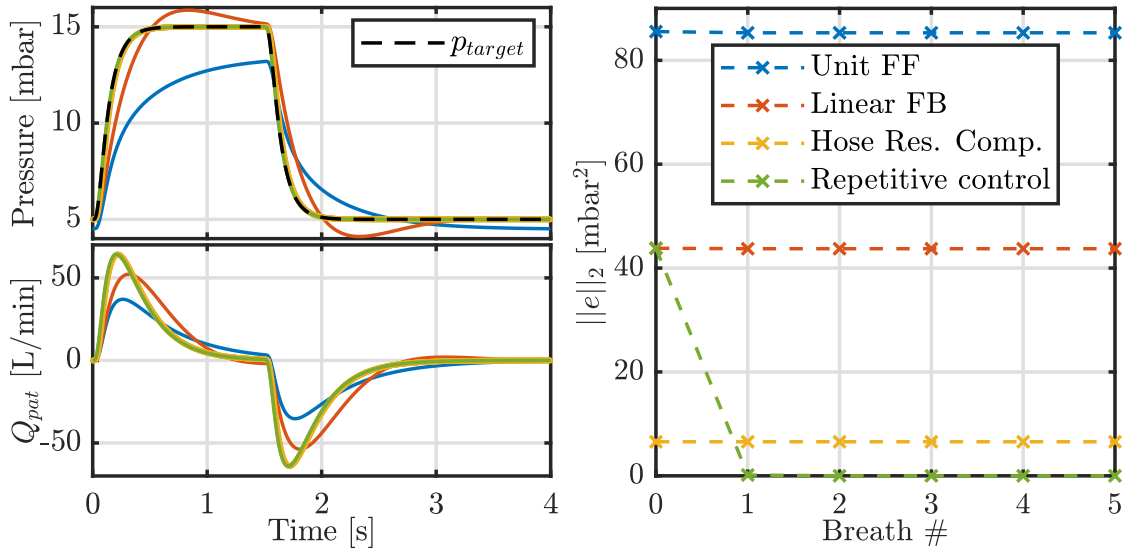 15
10
5
Pressure [mbar]
p_target
50
0
-50
Q_pat [L/min]
0
1
2
3
4
Time [s]
80
60
40
20
0
||e||₂ [mbar²]
Unit FF
Linear FB
Hose Res. Comp.
Repetitive control
0
1
2
3
4
5
Breath #